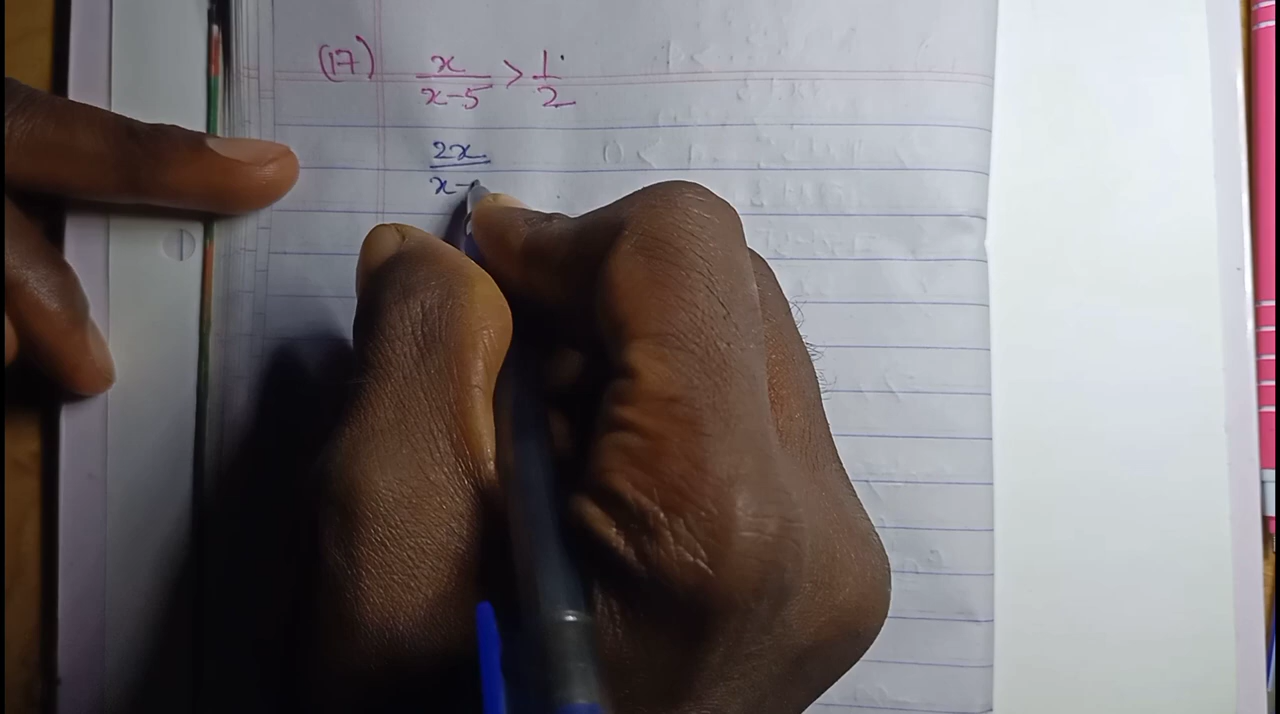 (17) x/(x-5) > 1/2
2x/(x-